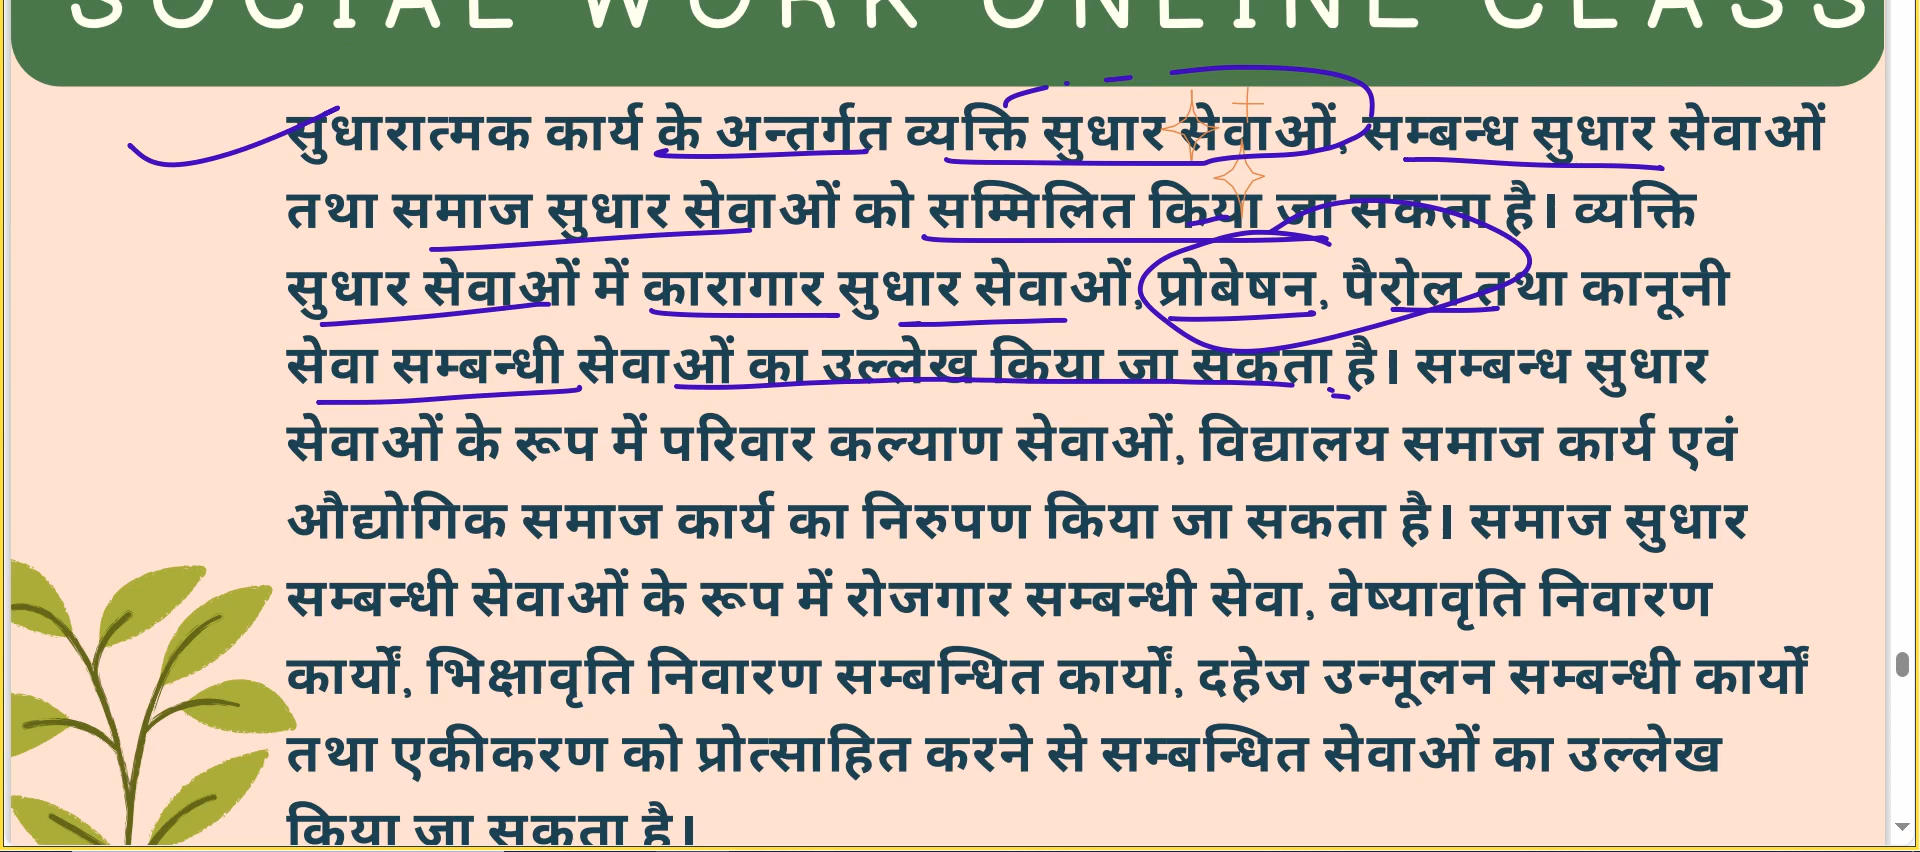 SOCIAL WORK ONLINE CLASS
सुधारात्मक कार्य के अन्तर्गत व्यक्ति सुधार सेवाओं, सम्बन्ध सुधार सेवाओं
तथा समाज सुधार सेवाओं को सम्मिलित किया जा सकता है। व्यक्ति
सुधार सेवाओं में कारागार सुधार सेवाओं, प्रोबेषन, पैरोल तथा कानूनी
सेवा सम्बन्धी सेवाओं का उल्लेख किया जा सकता है। सम्बन्ध सुधार
सेवाओं के रूप में परिवार कल्याण सेवाओं, विद्यालय समाज कार्य एवं
औद्योगिक समाज कार्य का निरुपण किया जा सकता है। समाज सुधार
सम्बन्धी सेवाओं के रूप में रोजगार सम्बन्धी सेवा, वेष्यावृति निवारण
कार्यों, भिक्षावृति निवारण सम्बन्धित कार्यों, दहेज उन्मूलन सम्बन्धी कार्यों
तथा एकीकरण को प्रोत्साहित करने से सम्बन्धित सेवाओं का उल्लेख
किया जा सकता है।